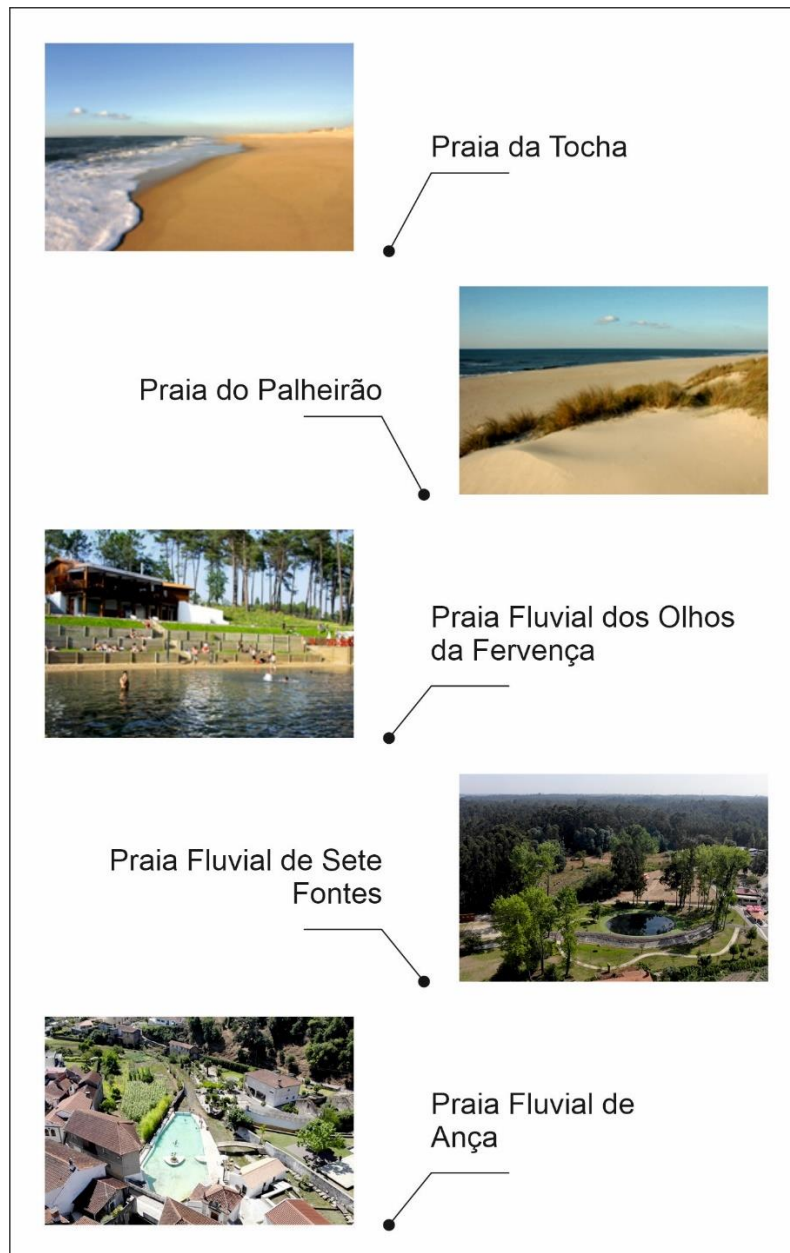 Praia da Tocha
Praia do Palheirão
Praia Fluvial dos Olhos
da Fervença
Praia Fluvial de Sete
Fontes
Praia Fluvial de
Ança